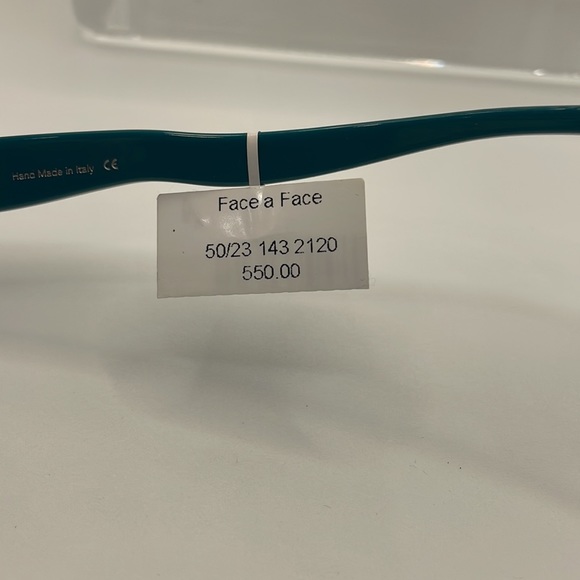 Hand Made in Italy CE
Face a Face
50/23 143 2120
550.00